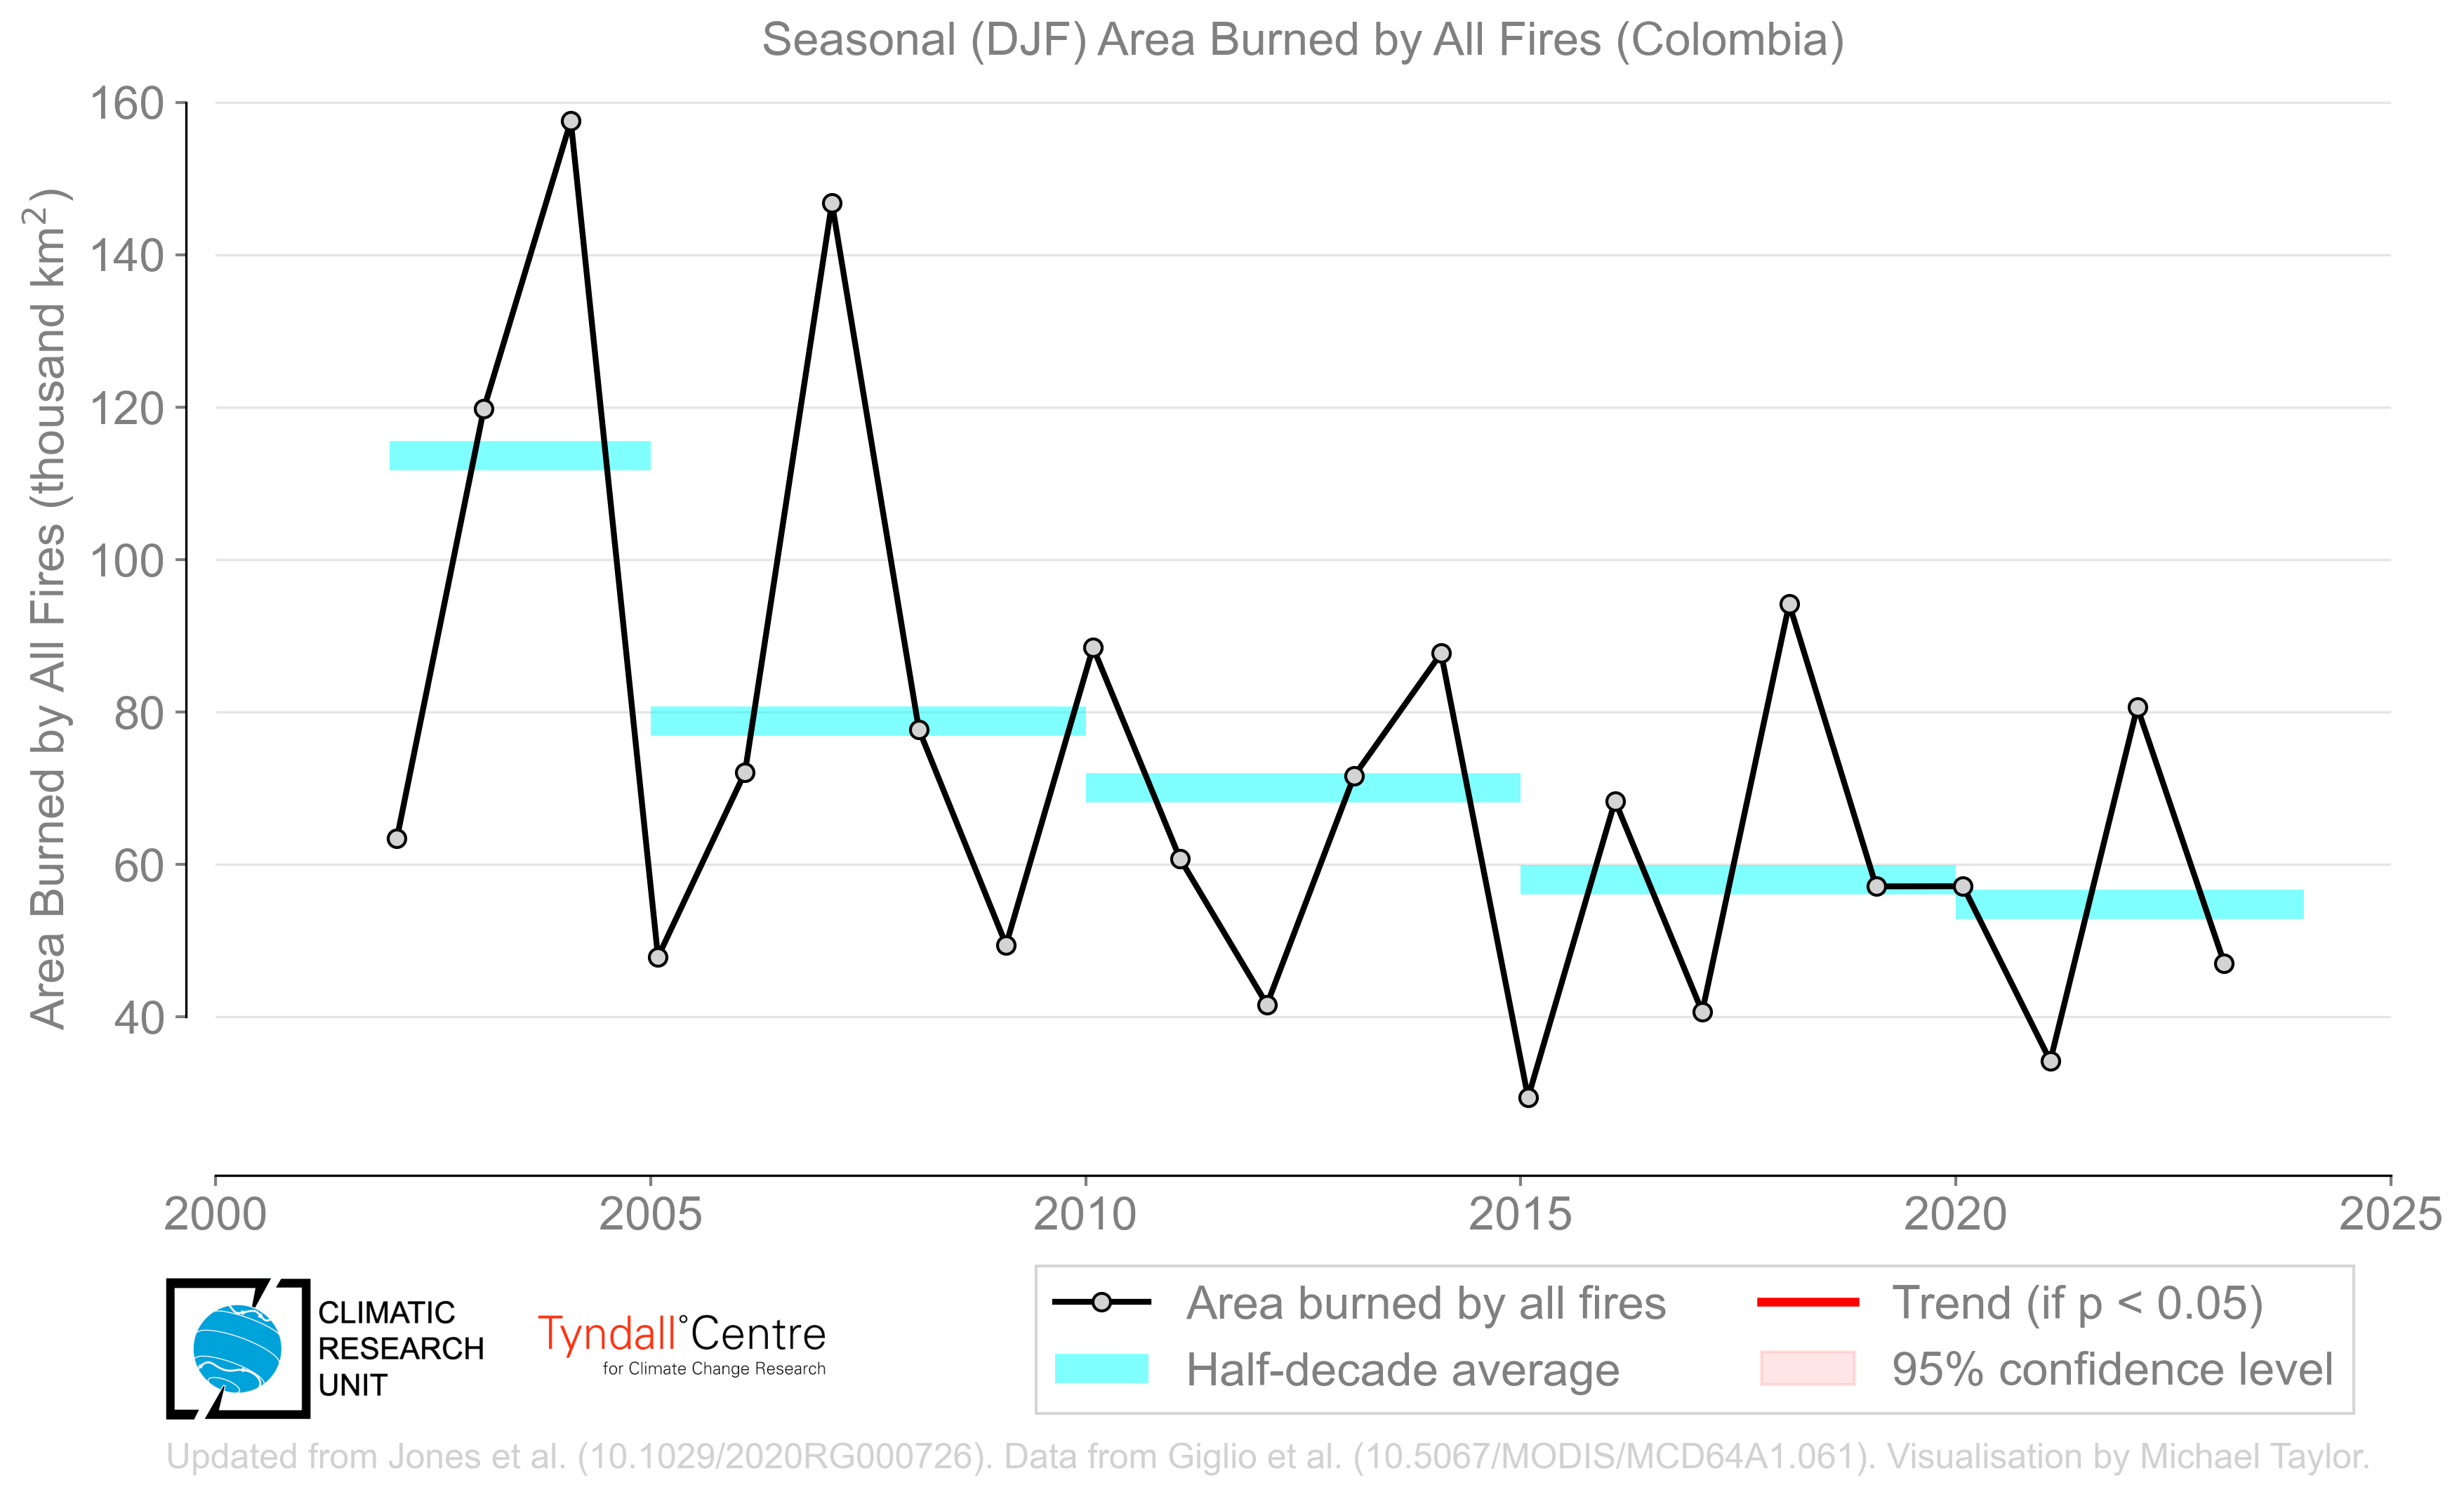 Seasonal (DJF) Area Burned by All Fires (Colombia)
Area Burned by All Fires (thousand km²)
160
140
120
100
80
60
40
2000 2005 2010 2015 2020 2025
CLIMATIC
RESEARCH
UNIT
Tyndall°Centre
for Climate Change Research
Area burned by all fires
Half-decade average
Trend (if p < 0.05)
95% confidence level
Updated from Jones et al. (10.1029/2020RG000726). Data from Giglio et al. (10.5067/MODIS/MCD64A1.061). Visualisation by Michael Taylor.